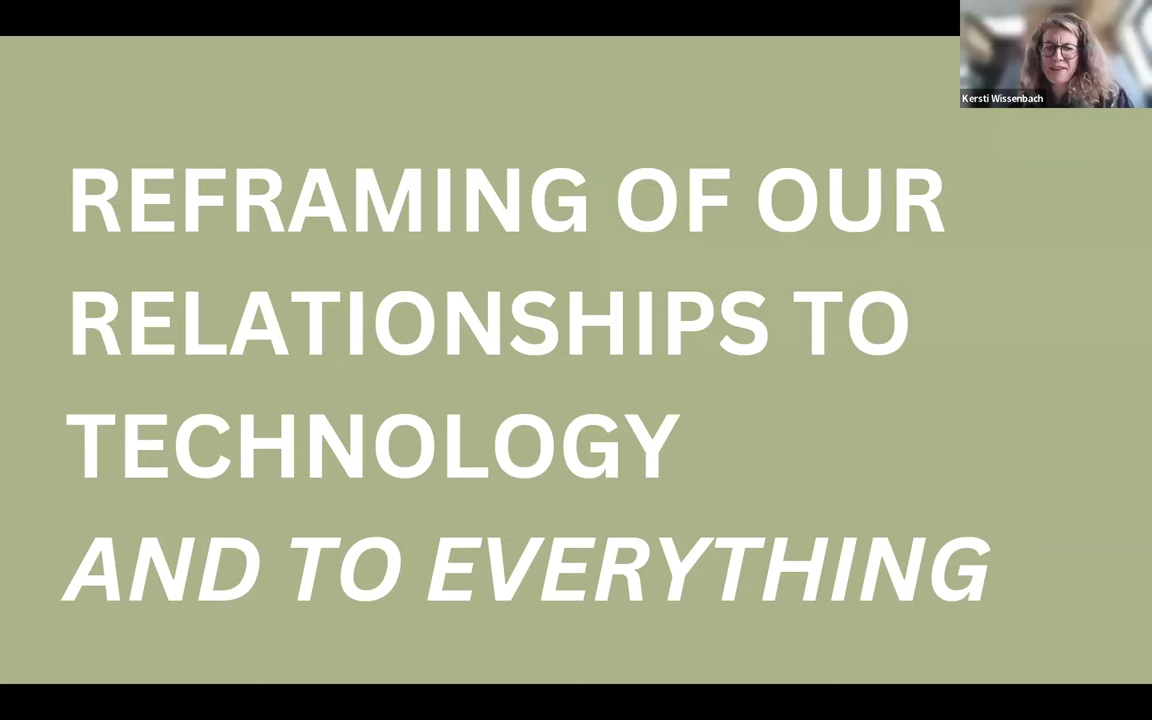 Kersti Wissenbach
REFRAMING OF OUR
RELATIONSHIPS TO
TECHNOLOGY
AND TO EVERYTHING